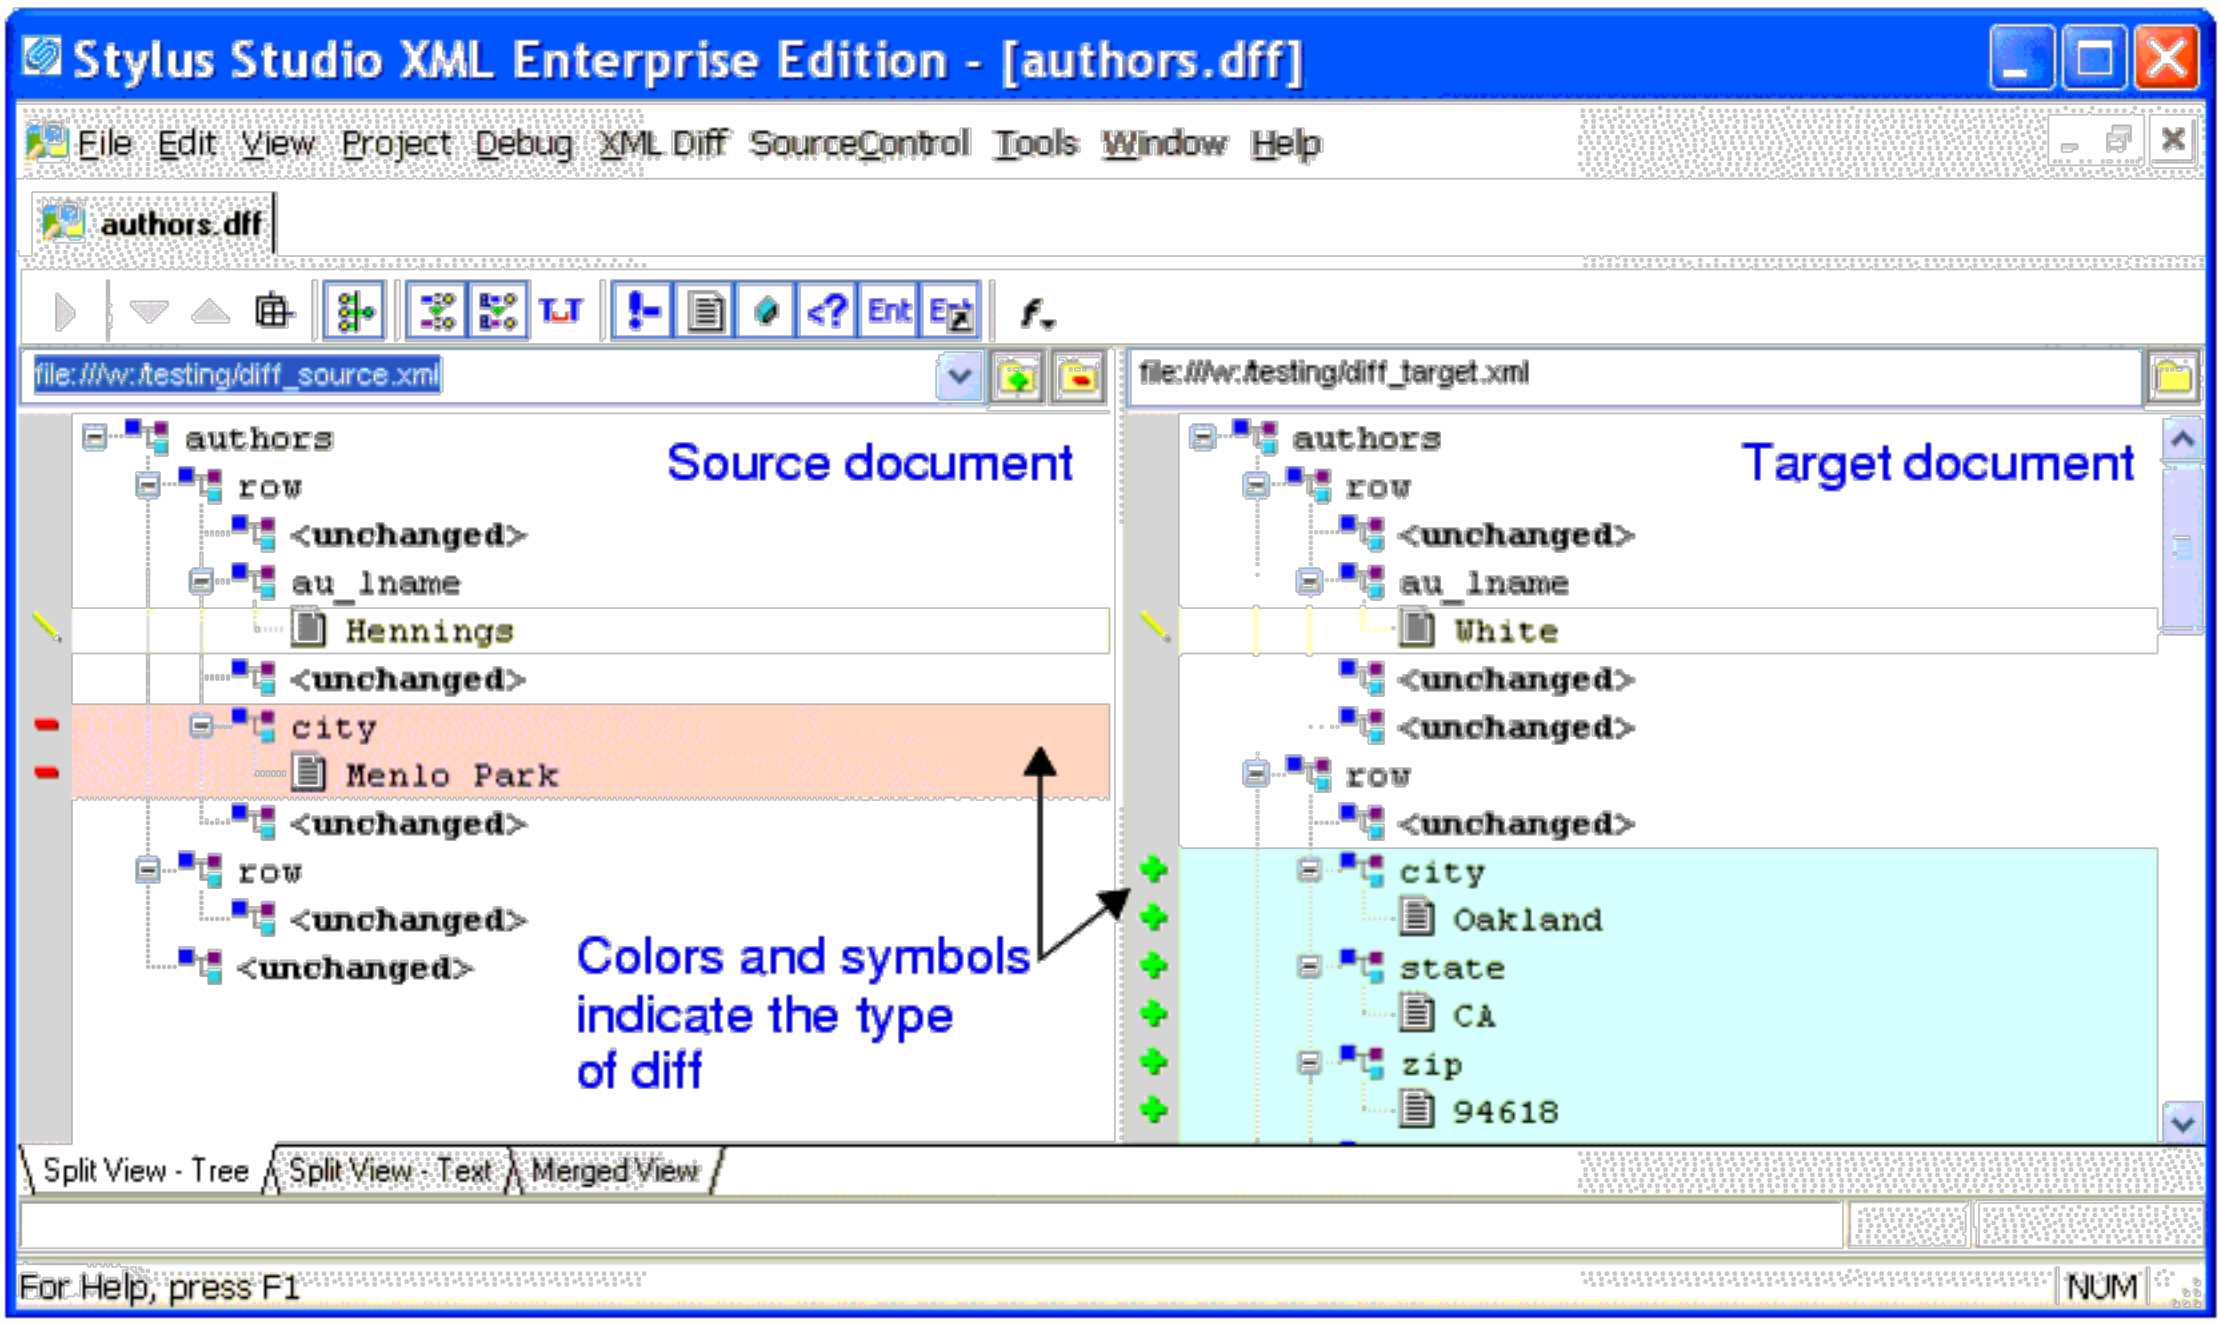 Stylus Studio XML Enterprise Edition - [authors.dff]
File Edit View Project Debug XML Diff SourceControl Tools Window Help
authors.dff
<? Ent Ent f
file:///w:/testing/diff_source.xml
file:///w:/testing/diff_target.xml
Source document
authors
row
<unchanged>
au_lname
Hennings
<unchanged>
city
Menlo Park
<unchanged>
row
<unchanged>
<unchanged>
Colors and symbols
indicate the type
of diff
Target document
authors
row
<unchanged>
au_lname
White
<unchanged>
<unchanged>
row
<unchanged>
city
Oakland
state
CA
zip
94618
Split View - Tree Split View - Text Merged View
For Help, press F1
NUM